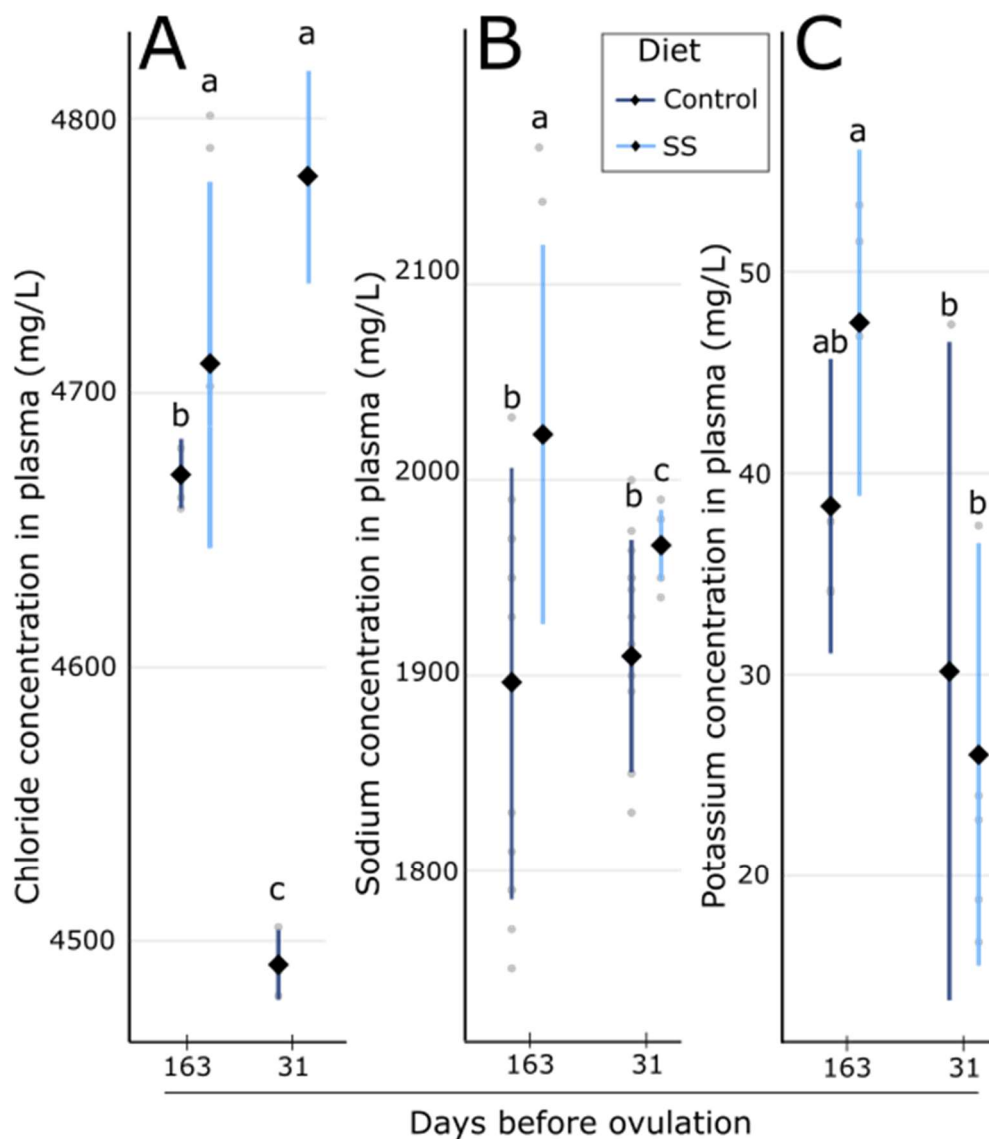 A
B
C
Diet
Control
SS
Chloride concentration in plasma (mg/L)
4800
4700
4600
4500
a
a
b
c
163
31
Sodium concentration in plasma (mg/L)
2100
2000
1900
1800
a
b
b
c
163
31
Potassium concentration in plasma (mg/L)
50
40
30
20
a
ab
b
b
163
31
Days before ovulation